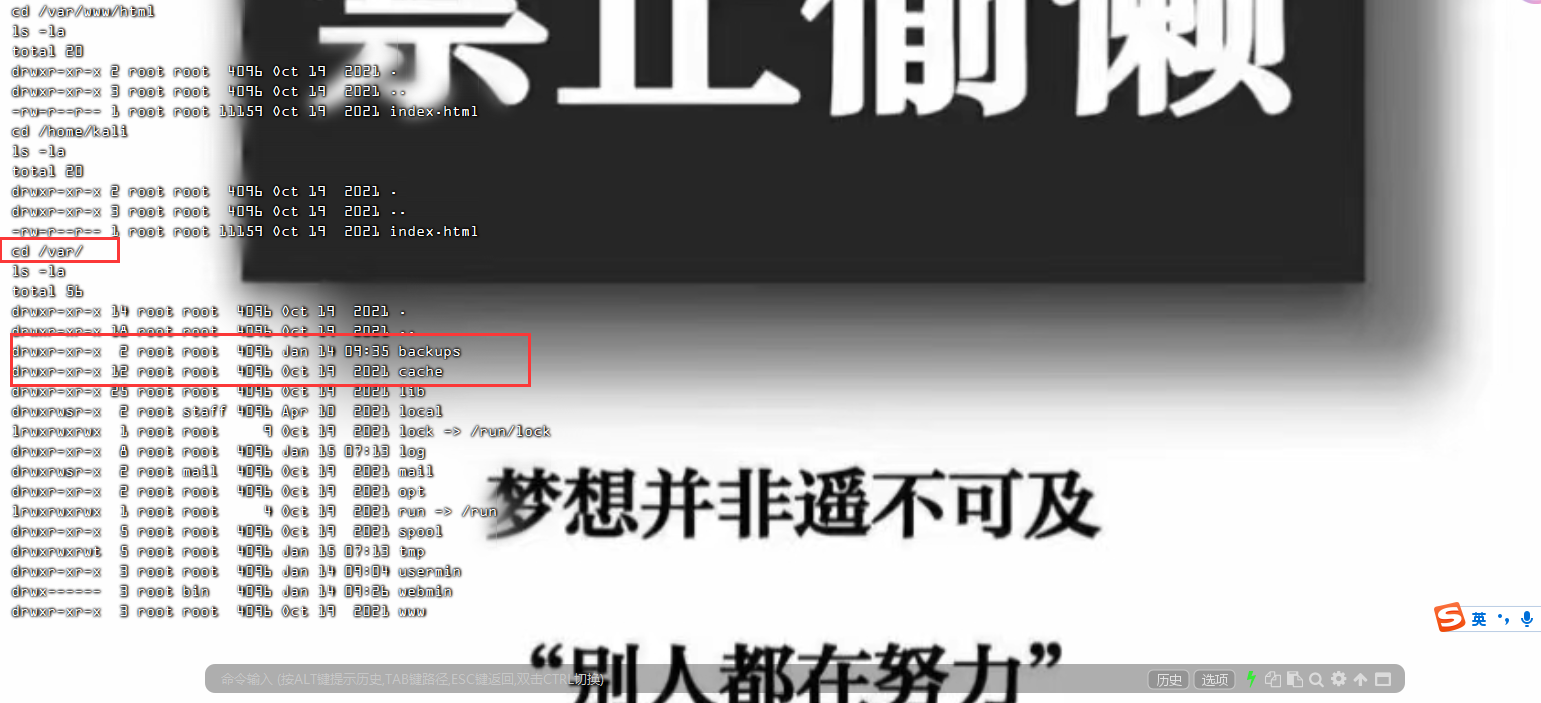 cd /var/www/html
ls -la
total 20
drwxr-xr-x 2 root root  4096 Oct 19  2021 .
drwxr-xr-x 3 root root  4096 Oct 19  2021 ..
-rw-r--r-- 1 root root 11159 Oct 19  2021 index.html
cd /home/kali
ls -la
total 20
drwxr-xr-x 2 root root  4096 Oct 19  2021 .
drwxr-xr-x 3 root root  4096 Oct 19  2021 ..
-rw-r--r-- 1 root root 11159 Oct 19  2021 index.html
cd /var/
ls -la
total 56
drwxr-xr-x 14 root root  4096 Oct 19  2021 .
drwxr-xr-x 18 root root  4096 Oct 19  2021 ..
drwxr-xr-x  2 root root  4096 Jan 14 09:35 backups
drwxr-xr-x 12 root root  4096 Oct 19  2021 cache
drwxr-xr-x 25 root root  4096 Oct 19  2021 lib
drwxrwsr-x  2 root staff 4096 Apr 10  2021 local
lrwxrwxrwx  1 root root     9 Oct 19  2021 lock -> /run/lock
drwxr-xr-x  8 root root  4096 Jan 15 07:13 log
drwxrwsr-x  2 root mail  4096 Oct 19  2021 mail
drwxr-xr-x  2 root root  4096 Oct 19  2021 opt
lrwxrwxrwx  1 root root     4 Oct 19  2021 run -> /run
drwxr-xr-x  5 root root  4096 Oct 19  2021 spool
drwxrwxrwt  5 root root  4096 Jan 15 07:13 tmp
drwxr-xr-x  3 root root  4096 Jan 14 09:04 usermin
drwx------  3 root bin   4096 Jan 14 09:26 webmin
drwxr-xr-x  3 root root  4096 Oct 19  2021 www
禁止偷懒
梦想并非遥不可及
“别人都在努力”
命令输入 (按ALT键提示历史,TAB键路径,ESC键返回,双击CTRL切换)
历史 选项
英